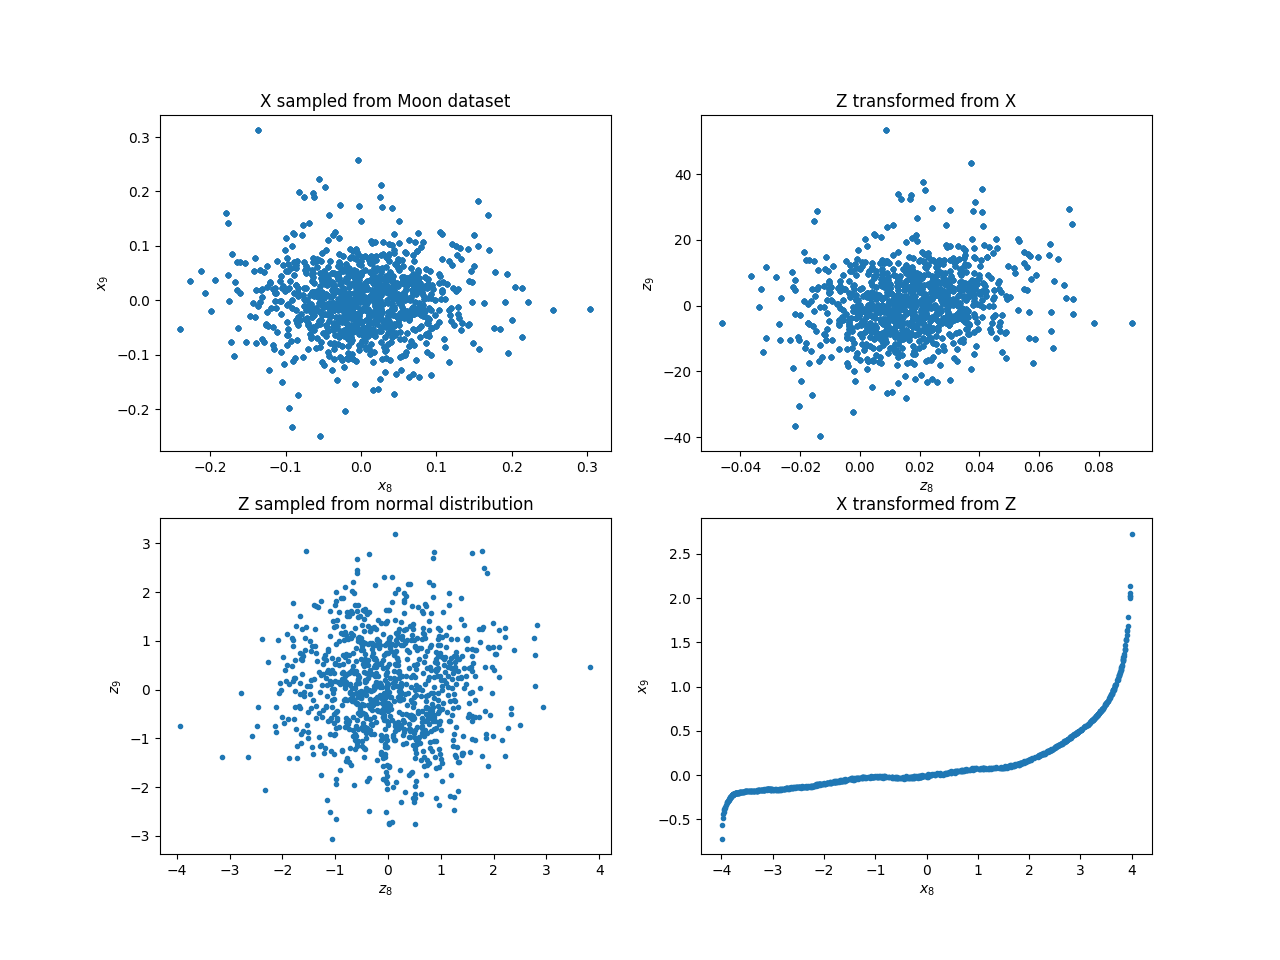 X sampled from Moon dataset
0.3
0.2
0.1
0.0
−0.1
−0.2
x₉
−0.2 −0.1 0.0 0.1 0.2 0.3
x₈
Z transformed from X
40
20
0
−20
−40
z₉
−0.04 −0.02 0.00 0.02 0.04 0.06 0.08
z₈
Z sampled from normal distribution
3
2
1
0
−1
−2
−3
z₉
−4 −3 −2 −1 0 1 2 3 4
z₈
X transformed from Z
2.5
2.0
1.5
1.0
0.5
0.0
−0.5
x₉
−4 −3 −2 −1 0 1 2 3 4
x₈